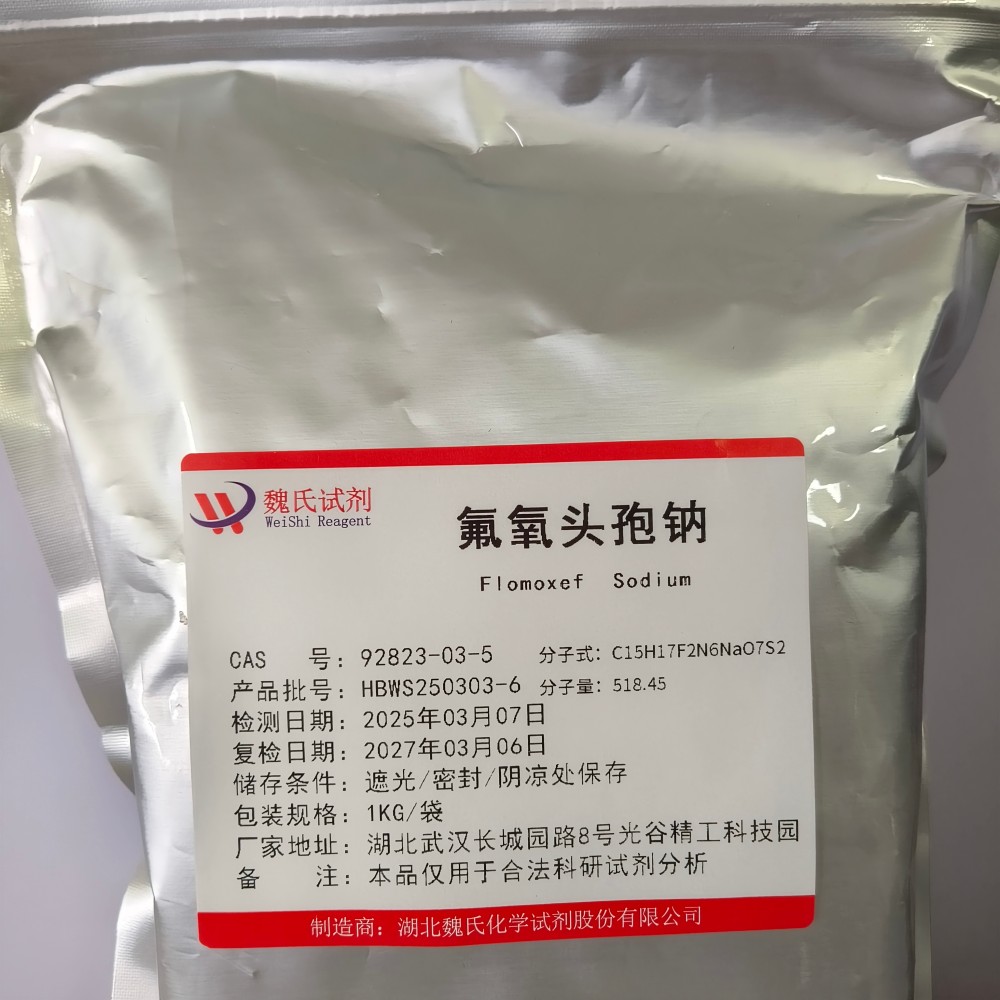 魏氏试剂
WeiShi Reagent
氟氧头孢钠
Flomoxef Sodium
CAS 号：92823-03-5 分子式：C15H17F2N6NaO7S2
产品批号：HBWS250303-6 分子量：518.45
检测日期：2025年03月07日
复检日期：2027年03月06日
储存条件：遮光/密封/阴凉处保存
包装规格：1KG/袋
厂家地址：湖北武汉长城园路8号光谷精工科技园
备 注：本品仅用于合法科研试剂分析
制造商：湖北魏氏化学试剂股份有限公司